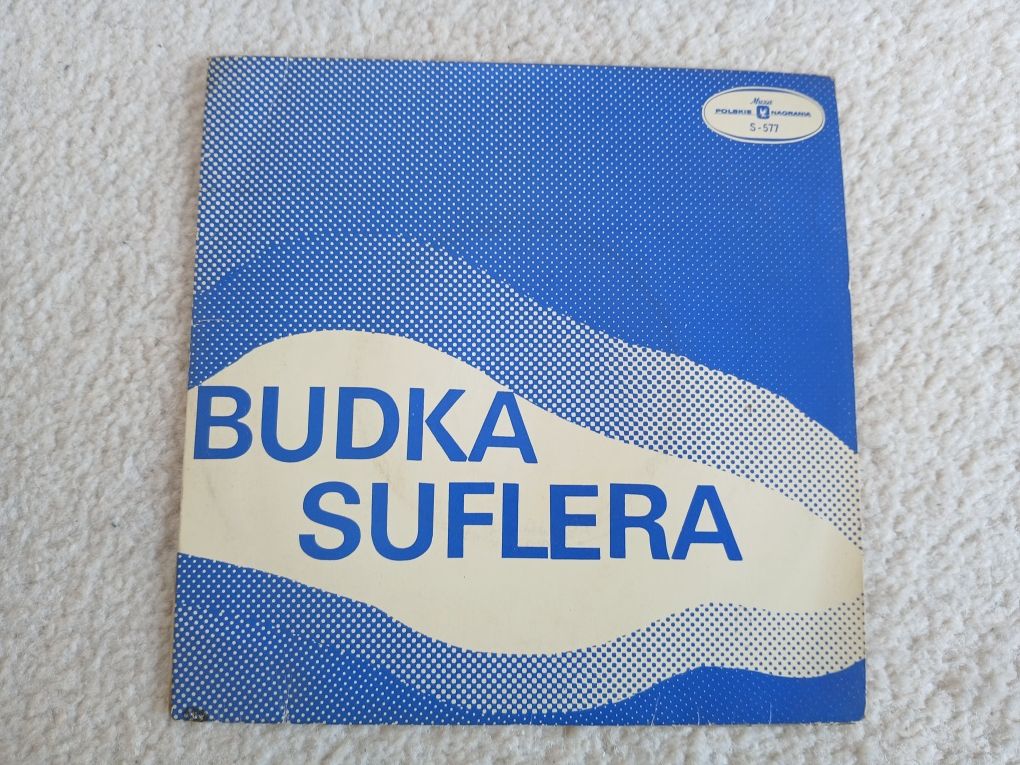 Muza
POLSKIE NAGRANIA
S-577
BUDKA
SUFLERA